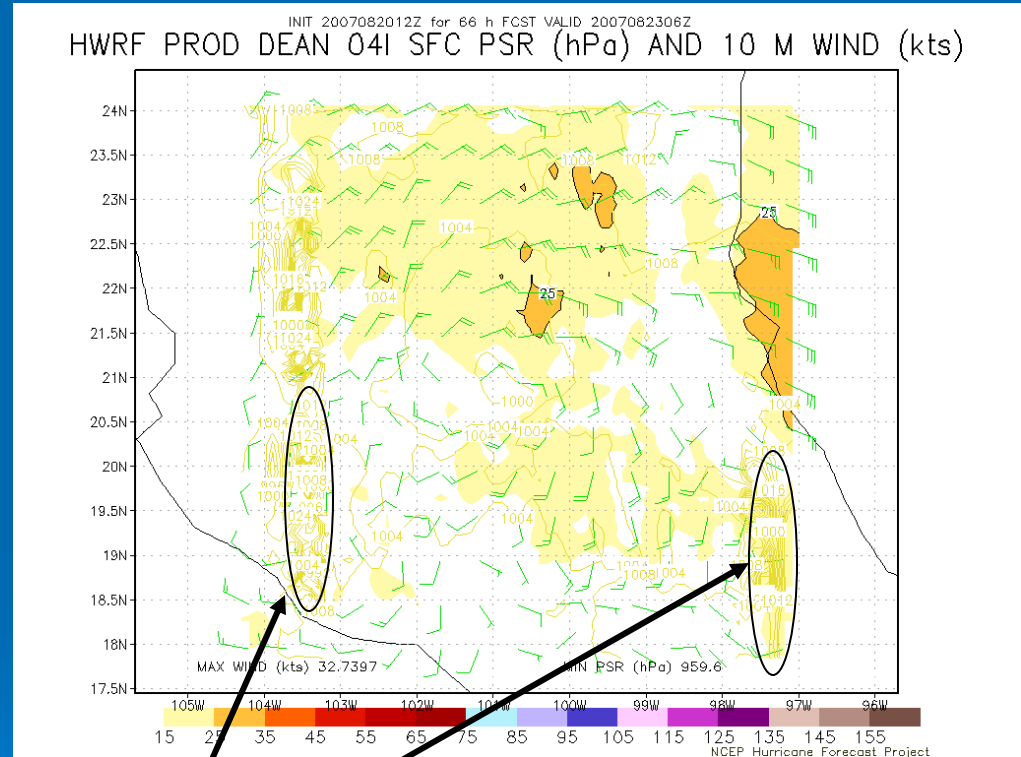 INIT 2007082012Z for 66 h FCST VALID 2007082306Z
HWRF PROD DEAN 04I SFC PSR (hPa) AND 10 M WIND (kts)
24N
23.5N
23N
22.5N
22N
21.5N
21N
20.5N
20N
19.5N
19N
18.5N
18N
17.5N
1008
1008
1008
1008
1012
1024
1004
1004
1008
25
1016
1004
25
1024
1000
1004
1004
1004
1004
1008
1004
1004
1000
1004
1008
MAX WIND (kts) 32.7397
MIN PSR (hPa) 959.6
105W 104W 103W 102W 101W 100W 99W 98W 97W 96W
15 25 35 45 55 65 75 85 95 105 115 125 135 145 155
NCEP Hurricane Forecast Project